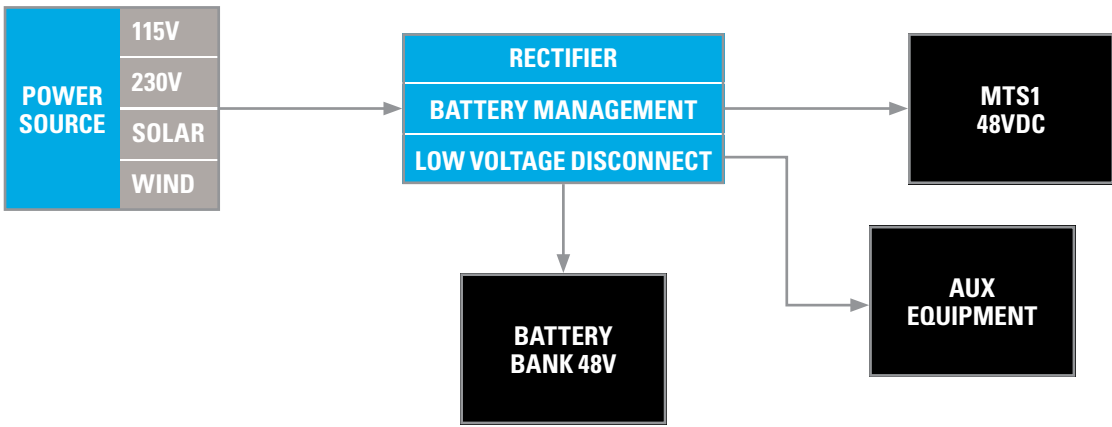 POWER
SOURCE
115V
230V
SOLAR
WIND
RECTIFIER
BATTERY MANAGEMENT
LOW VOLTAGE DISCONNECT
MTS1
48VDC
AUX
EQUIPMENT
BATTERY
BANK 48V